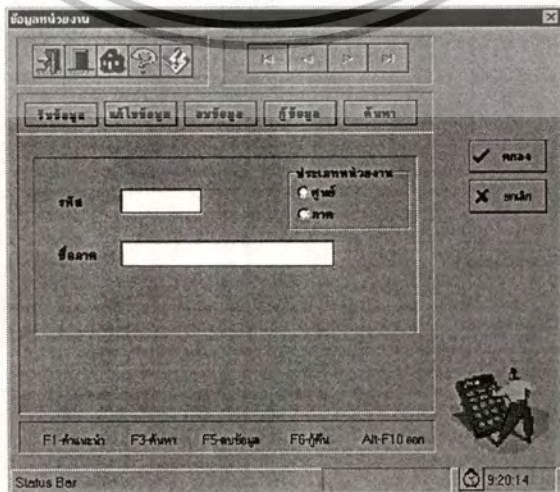 ข้อมูลหน่วยงาน
รับข้อมูล แก้ไขข้อมูล ลบข้อมูล กู้ข้อมูล ค้นหา
ประเภทหน่วยงาน
ศูนย์
ภาค
รหัส
ชื่อภาค
ตกลง
ยกเลิก
F1-คำแนะนำ F3-ค้นหา F5-ลบข้อมูล F6-กู้คืน Alt-F10 ออก
Status Bar 9:20:14